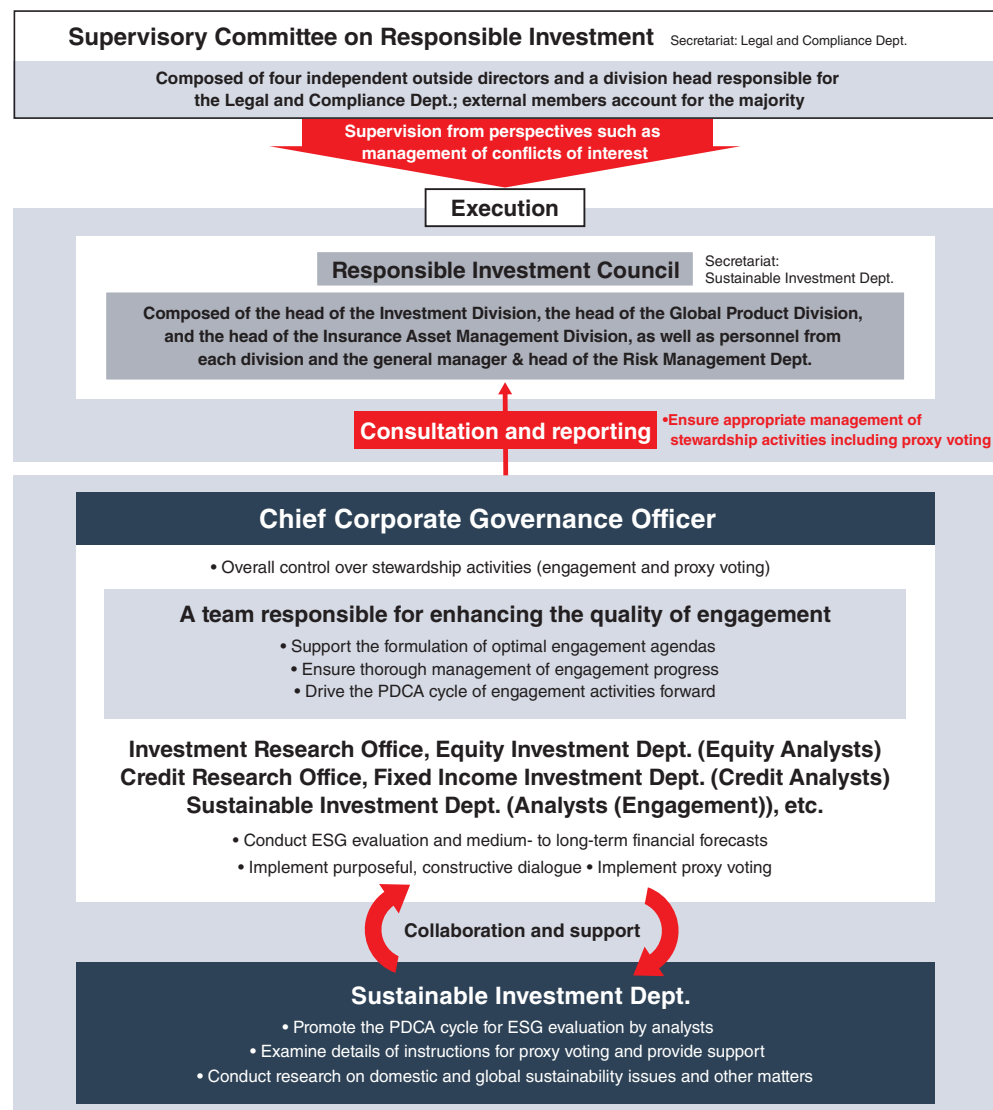 Supervisory Committee on Responsible Investment Secretariat: Legal and Compliance Dept.
Composed of four independent outside directors and a division head responsible for
the Legal and Compliance Dept.; external members account for the majority
Supervision from perspectives such as
management of conflicts of interest
Execution
Responsible Investment Council
Secretariat:
Sustainable Investment Dept.
Composed of the head of the Investment Division, the head of the Global Product Division,
and the head of the Insurance Asset Management Division, as well as personnel from
each division and the general manager & head of the Risk Management Dept.
Consultation and reporting
•Ensure appropriate management of
stewardship activities including proxy voting
Chief Corporate Governance Officer
• Overall control over stewardship activities (engagement and proxy voting)
A team responsible for enhancing the quality of engagement
• Support the formulation of optimal engagement agendas
• Ensure thorough management of engagement progress
• Drive the PDCA cycle of engagement activities forward
Investment Research Office, Equity Investment Dept. (Equity Analysts)
Credit Research Office, Fixed Income Investment Dept. (Credit Analysts)
Sustainable Investment Dept. (Analysts (Engagement)), etc.
• Conduct ESG evaluation and medium- to long-term financial forecasts
• Implement purposeful, constructive dialogue • Implement proxy voting
Collaboration and support
Sustainable Investment Dept.
• Promote the PDCA cycle for ESG evaluation by analysts
• Examine details of instructions for proxy voting and provide support
• Conduct research on domestic and global sustainability issues and other matters